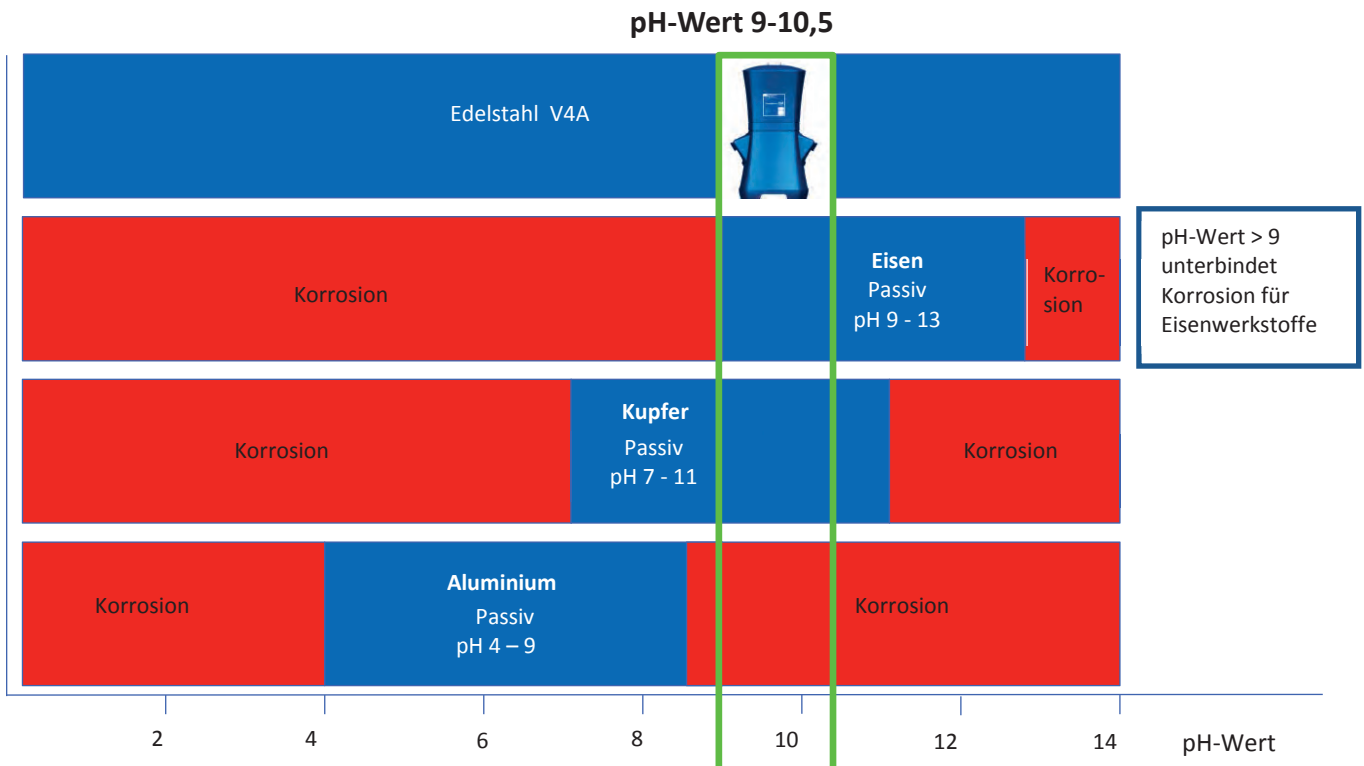 pH-Wert 9-10,5
Edelstahl V4A
Korrosion
Eisen
Passiv
pH 9 - 13
Korro-
sion
pH-Wert > 9
unterbindet
Korrosion für
Eisenwerkstoffe
Korrosion
Kupfer
Passiv
pH 7 - 11
Korrosion
Korrosion
Aluminium
Passiv
pH 4 – 9
Korrosion
2 4 6 8 10 12 14 pH-Wert